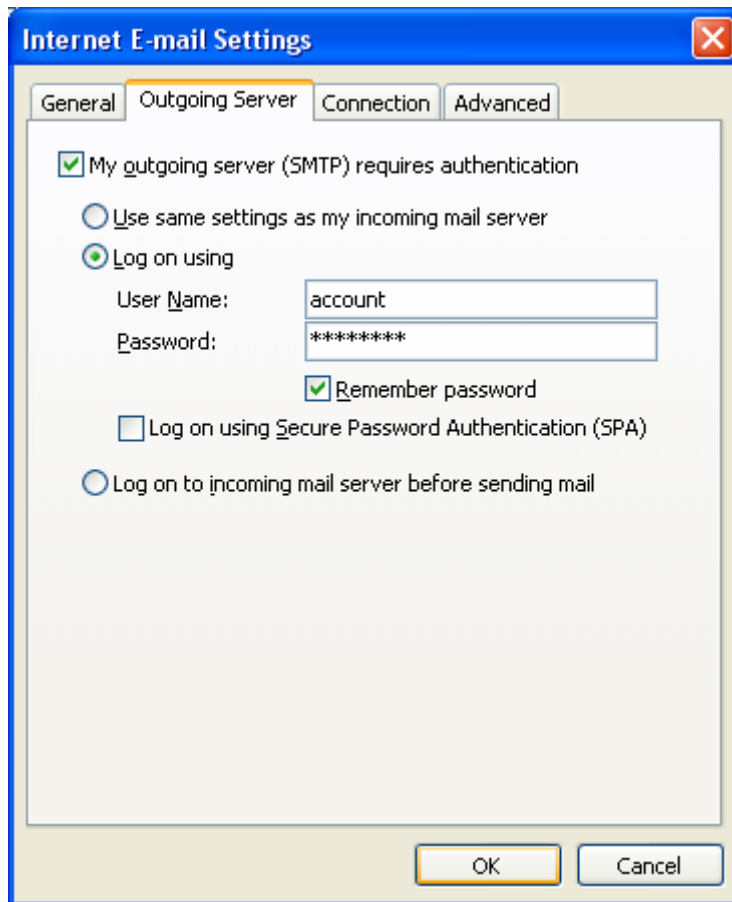 Internet E-mail Settings
General Outgoing Server Connection Advanced
My outgoing server (SMTP) requires authentication
Use same settings as my incoming mail server
Log on using
User Name: account
Password: ********
Remember password
Log on using Secure Password Authentication (SPA)
Log on to incoming mail server before sending mail
OK Cancel